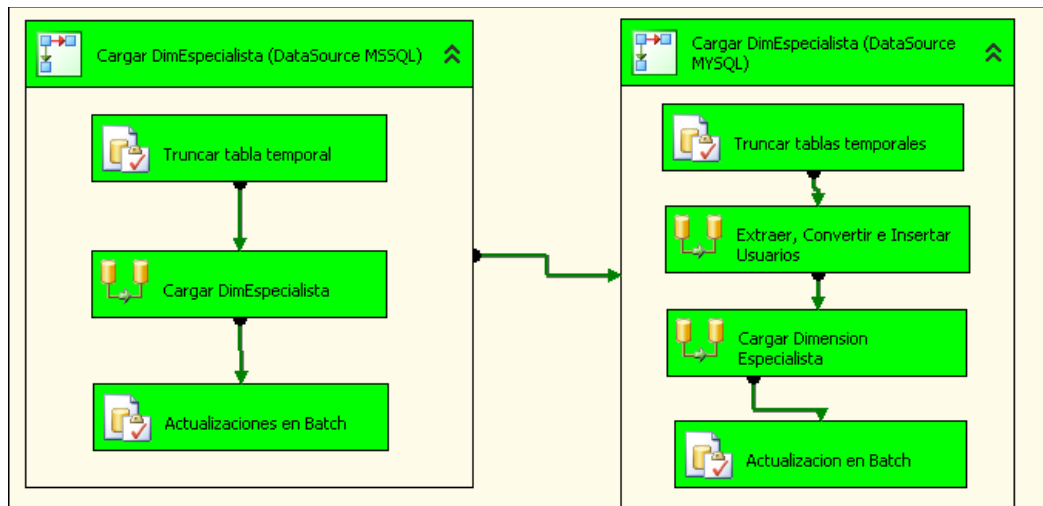 Cargar DimEspecialista (DataSource MSSQL)
Truncar tabla temporal
Cargar DimEspecialista
Actualizaciones en Batch
Cargar DimEspecialista (DataSource
MYSQL)
Truncar tablas temporales
Extraer, Convertir e Insertar
Usuarios
Cargar Dimension
Especialista
Actualizacion en Batch